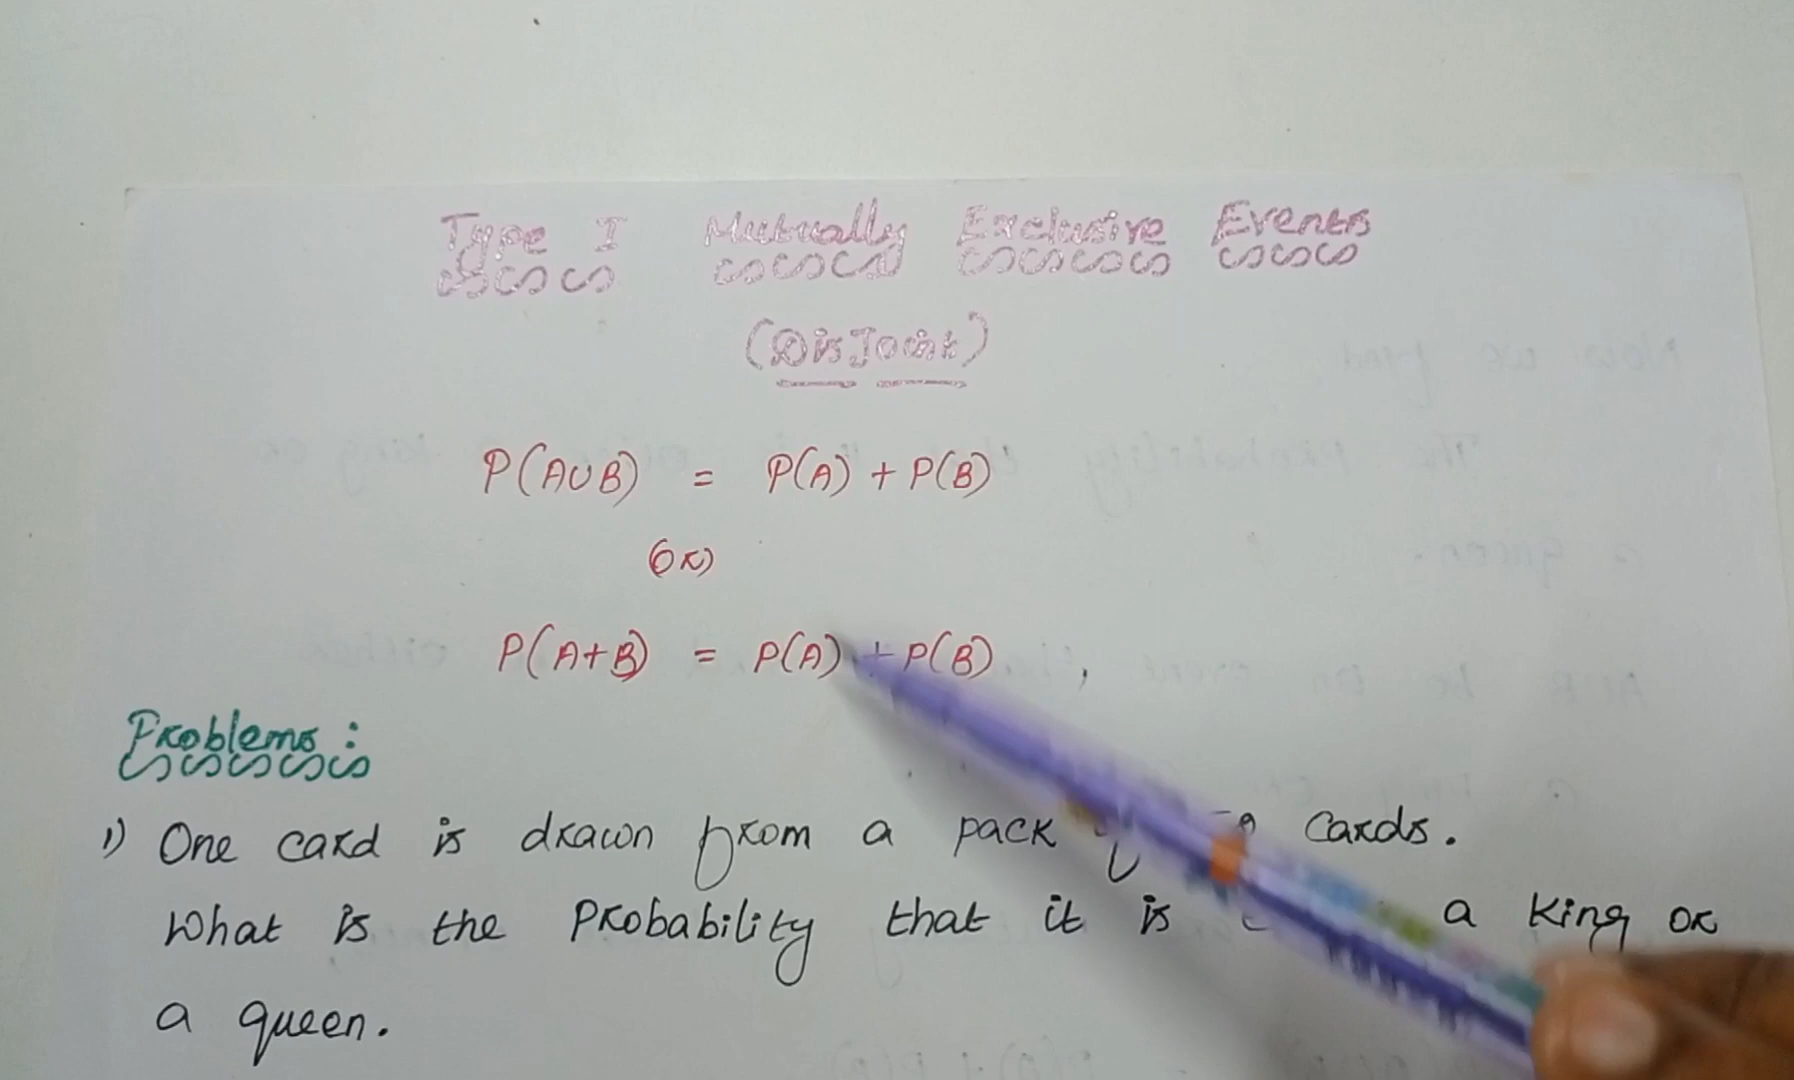 Type I Mutually Exclusive Events
(DisJoint)
P(A∪B) = P(A) + P(B)
(or)
P(A+B) = P(A) + P(B)
Problems :
1) One card is drawn from a pack cards.
What is the Probability that it is a king or
a queen.